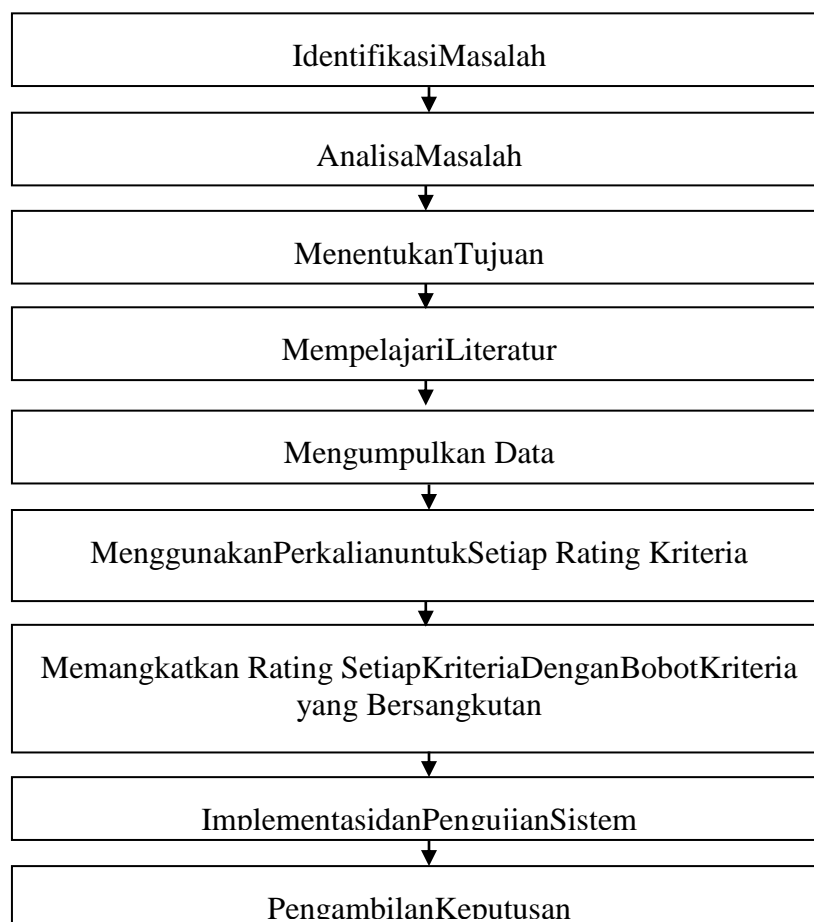 IdentifikasiMasalah
AnalisaMasalah
MenentukanTujuan
MempelajariLiteratur
Mengumpulkan Data
MenggunakanPerkalianuntukSetiap Rating Kriteria
Memangkatkan Rating SetiapKriteriaDenganBobotKriteria
yang Bersangkutan
ImplementasidanPengujianSistem
PengambilanKeputusan